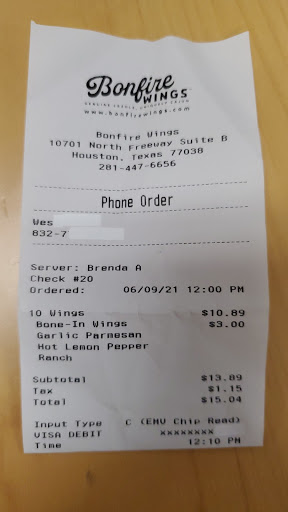 Bonfire
WINGS
www.bonfirewings.com
Bonfire Wings
10701 North Freeway Suite B
Houston, Texas 77038
281-447-6656
Phone Order
Wes
832-7
Server: Brenda A
Check #20
Ordered: 06/09/21 12:00 PM
10 Wings $10.89
Bone-In Wings $3.00
Garlic Parmesan
Hot Lemon Pepper
Ranch
Subtotal $13.89
Tax $1.15
Total $15.04
Input Type C (EMV Chip Read)
VISA DEBIT xxxxxxxx
Time 12:10 PM